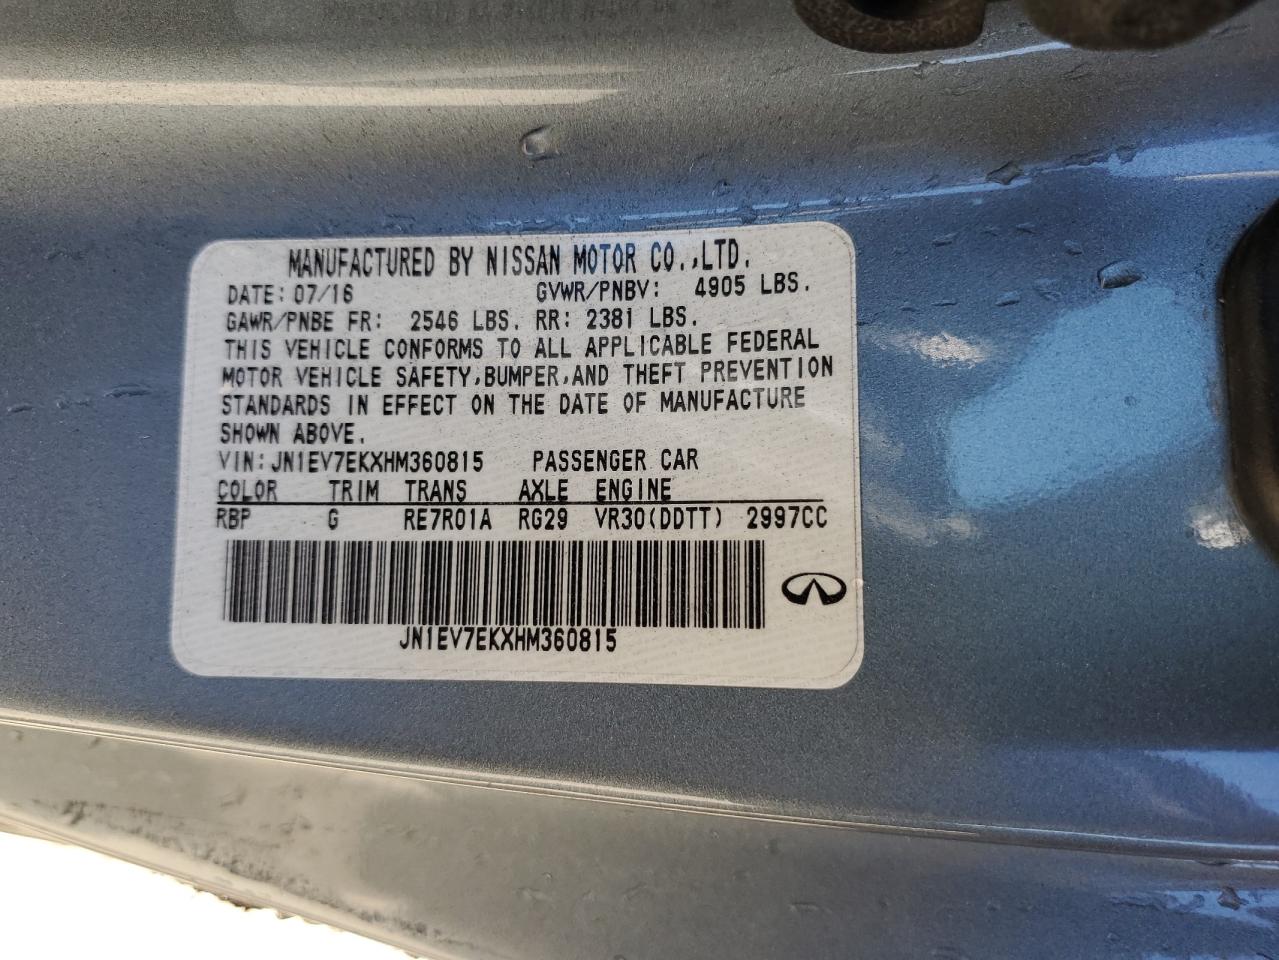 MANUFACTURED BY NISSAN MOTOR CO.,LTD.
DATE: 07/16 GVWR/PNBV: 4905 LBS.
GAWR/PNBE FR: 2546 LBS. RR: 2381 LBS.
THIS VEHICLE CONFORMS TO ALL APPLICABLE FEDERAL
MOTOR VEHICLE SAFETY,BUMPER,AND THEFT PREVENTION
STANDARDS IN EFFECT ON THE DATE OF MANUFACTURE
SHOWN ABOVE.
VIN:JN1EV7EKXHM360815 PASSENGER CAR
COLOR TRIM TRANS AXLE ENGINE
RBP G RE7R01A RG29 VR30(DDTT) 2997CC
JN1EV7EKXHM360815